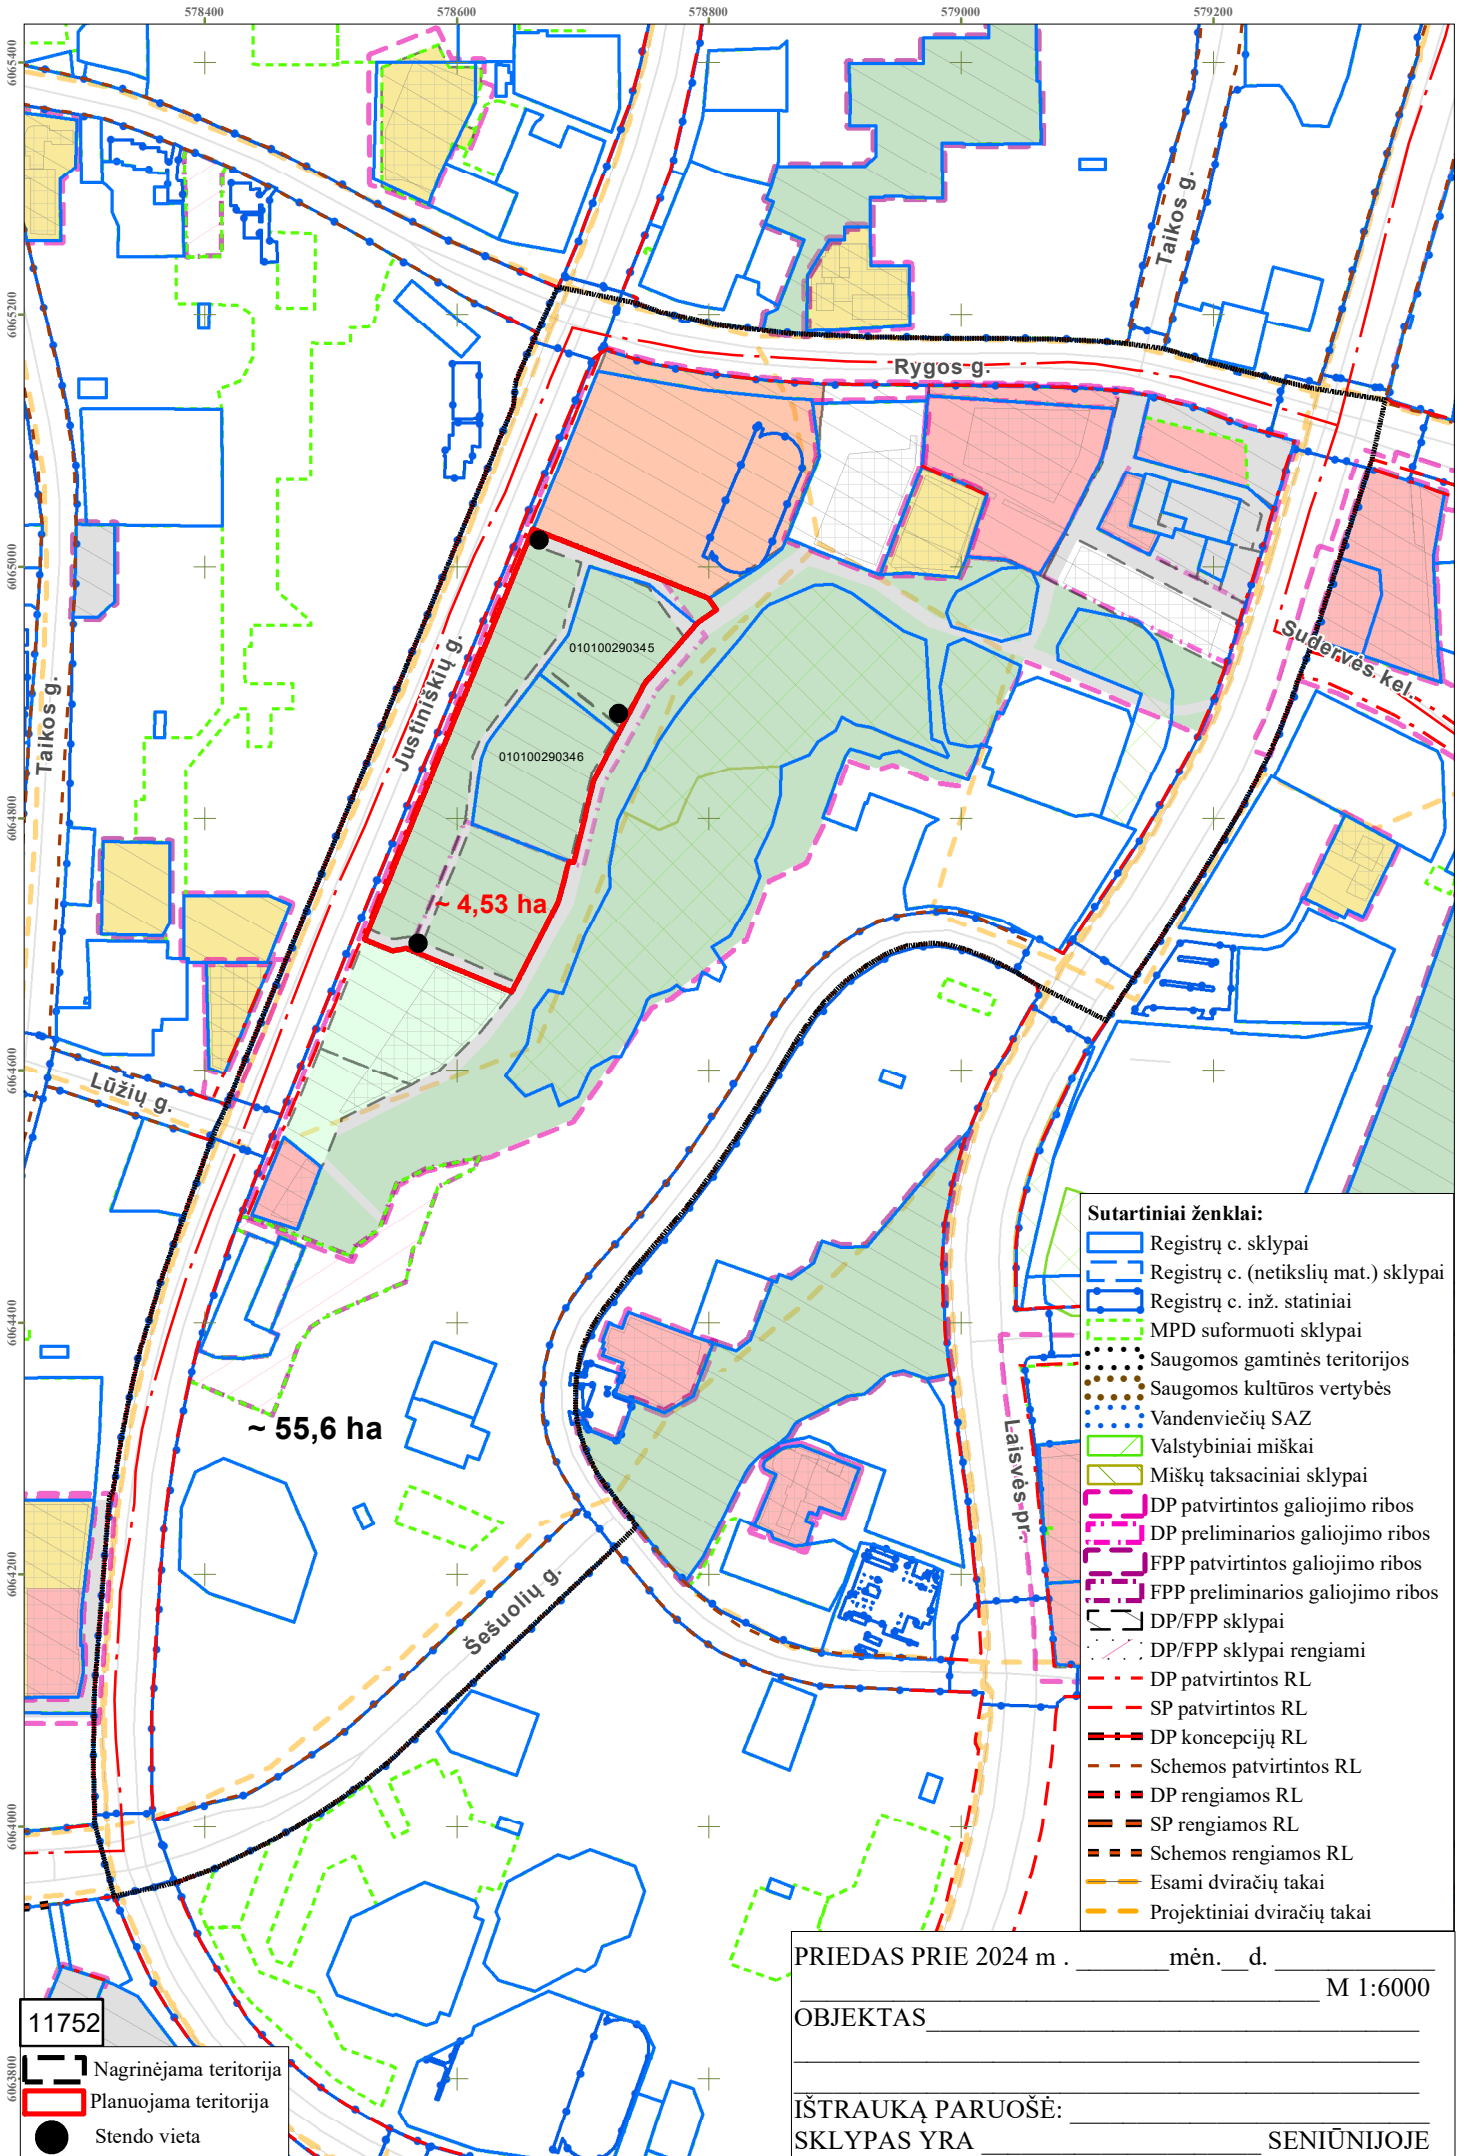 578400 578600 578800 579000 579200
6065400
6065200
6065000
6064800
6064600
6064400
6064200
6064000
6063800
Taikos g.
Rygos g.
Sudervės kel.
Justiniškių g.
Taikos g.
010100290345
010100290346
~ 4,53 ha
Lūžių g.
~ 55,6 ha
Laisvės pr.
Šešuolių g.
Sutartiniai ženklai:
Registrų c. sklypai
Registrų c. (netikslių mat.) sklypai
Registrų c. inž. statiniai
MPD suformuoti sklypai
Saugomos gamtinės teritorijos
Saugomos kultūros vertybės
Vandenviečių SAZ
Valstybiniai miškai
Miškų taksaciniai sklypai
DP patvirtintos galiojimo ribos
DP preliminarios galiojimo ribos
FPP patvirtintos galiojimo ribos
FPP preliminarios galiojimo ribos
DP/FPP sklypai
DP/FPP sklypai rengiami
DP patvirtintos RL
SP patvirtintos RL
DP koncepcijų RL
Schemos patvirtintos RL
DP rengiamos RL
SP rengiamos RL
Schemos rengiamos RL
Esami dviračių takai
Projektiniai dviračių takai
PRIEDAS PRIE 2024 m . _______mėn.__d. ____________
_______________________________________ M 1:6000
OBJEKTAS_____________________________________
IŠTRAUKĄ PARUOŠĖ: ___________________________
SKLYPAS YRA _____________________ SENIŪNIJOJE
11752
Nagrinėjama teritorija
Planuojama teritorija
Stendo vieta